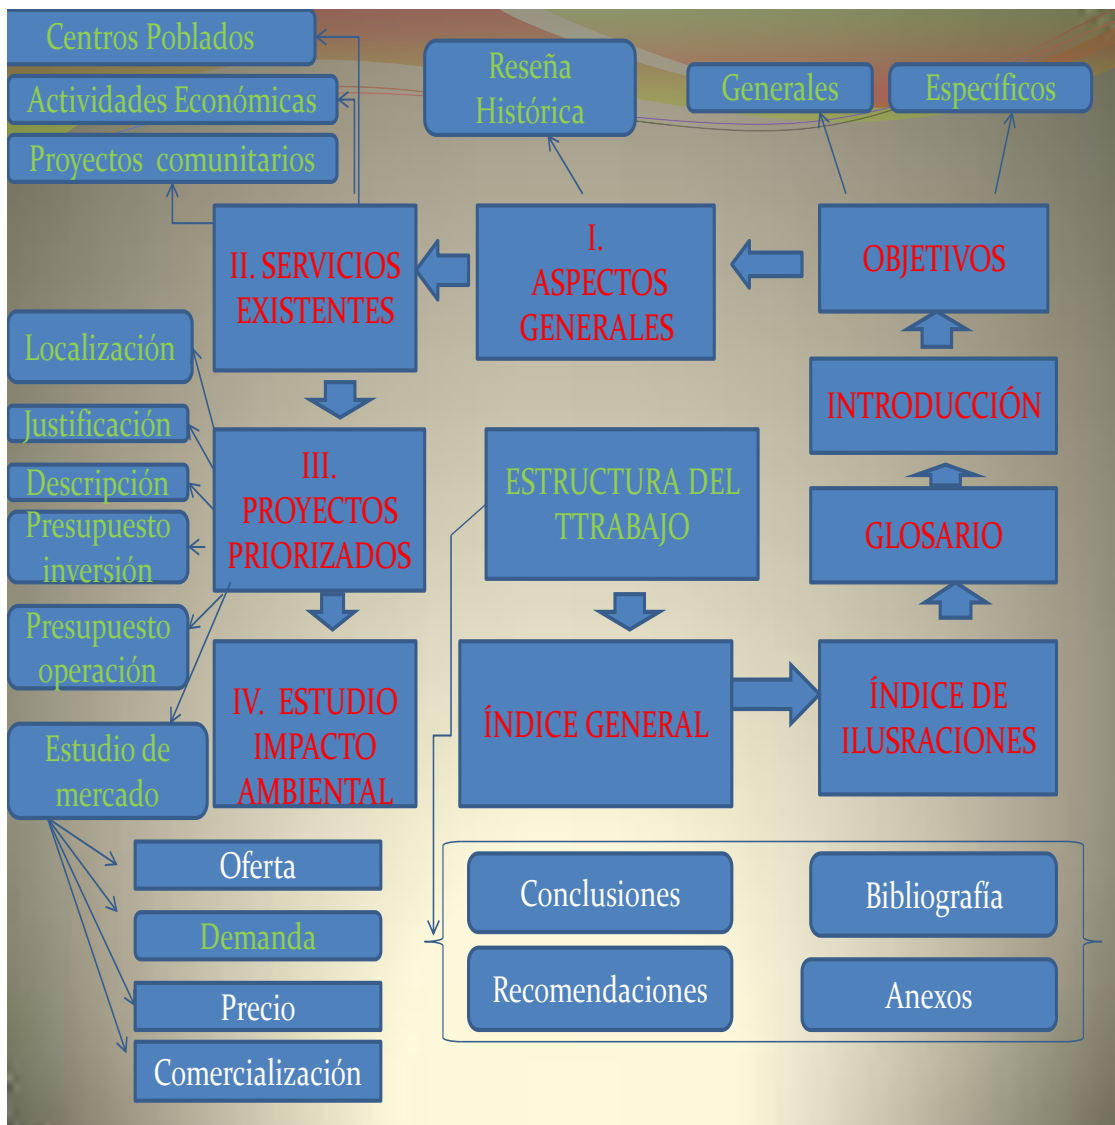 Centros Poblados
Actividades Económicas
Proyectos comunitarios
Reseña
Histórica
Generales
Específicos
II. SERVICIOS
EXISTENTES
I.
ASPECTOS
GENERALES
OBJETIVOS
Localización
Justificación
Descripción
Presupuesto
inversión
Presupuesto
operación
Estudio de
mercado
III.
PROYECTOS
PRIORIZADOS
ESTRUCTURA DEL
TTRABAJO
INTRODUCCIÓN
GLOSARIO
IV. ESTUDIO
IMPACTO
AMBIENTAL
ÍNDICE GENERAL
ÍNDICE DE
ILUSRACIONES
Oferta
Demanda
Precio
Comercialización
Conclusiones
Bibliografía
Recomendaciones
Anexos